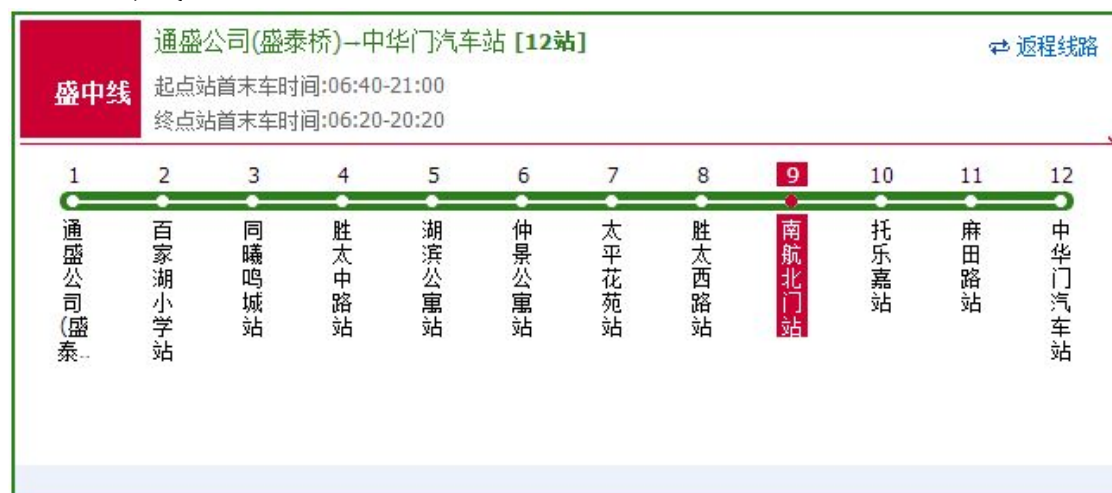 盛中线
通盛公司(盛泰桥)→中华门汽车站 [12站]
返程线路
起点站首末车时间:06:40-21:00
终点站首末车时间:06:20-20:20
1 2 3 4 5 6 7 8 9 10 11 12
通盛公司(盛泰...
百家湖小学站
同曦鸣城站
胜太中路站
湖滨公寓站
仲景公寓站
太平花苑站
胜太西路站
南航北门站
托乐嘉站
麻田路站
中华门汽车站